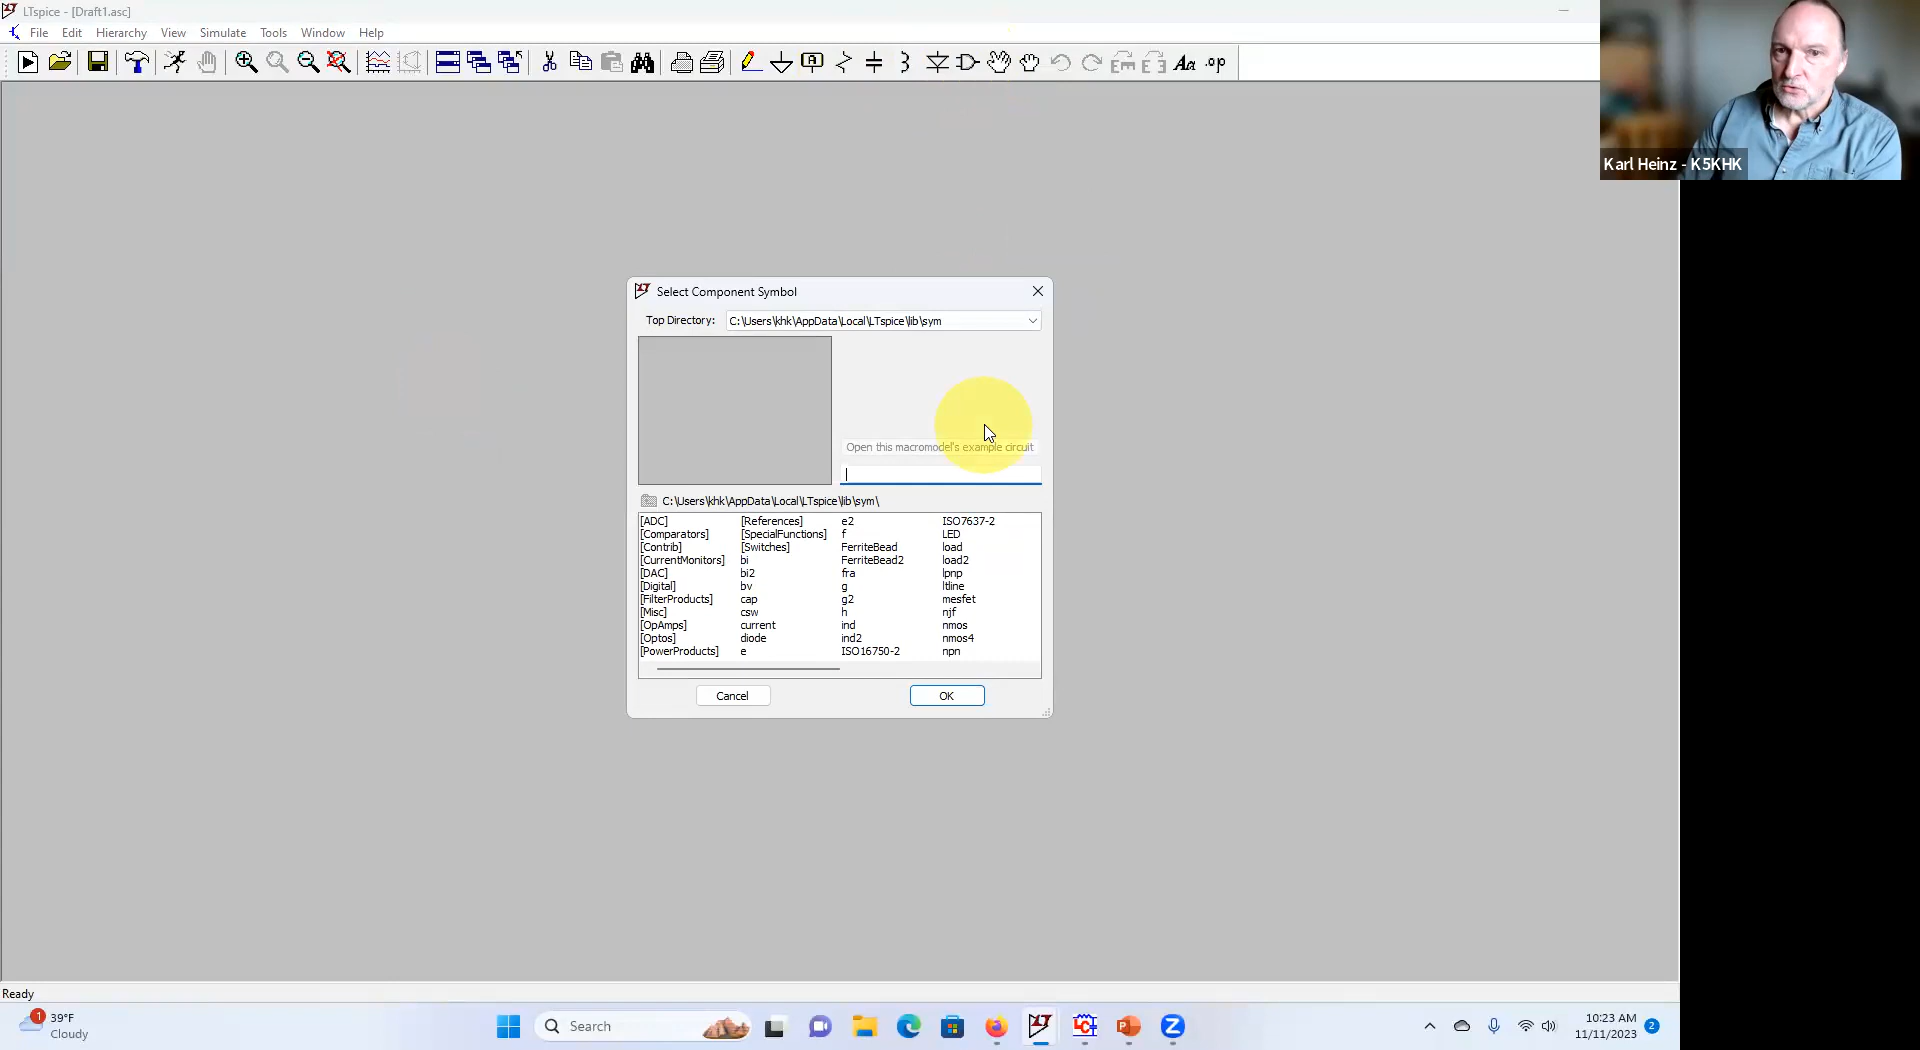 LTspice - [Draft1.asc]
File Edit Hierarchy View Simulate Tools Window Help
Aa .op
Karl Heinz - K5KHK
Select Component Symbol
Top Directory: C:\Users\khk\AppData\Local\LTspice\lib\sym
Open this macromodel's example circuit
C:\Users\khk\AppData\Local\LTspice\lib\sym\
[ADC] [References] e2 ISO7637-2
[Comparators] [SpecialFunctions] f LED
[Contrib] [Switches] FerriteBead load
[CurrentMonitors] bi FerriteBead2 load2
[DAC] bi2 fra lpnp
[Digital] bv g ltline
[FilterProducts] cap g2 mesfet
[Misc] csw h njf
[OpAmps] current ind nmos
[Optos] diode ind2 nmos4
[PowerProducts] e ISO16750-2 npn
Cancel OK
Ready
1 39°F
Cloudy
Search
10:23 AM
11/11/2023 2